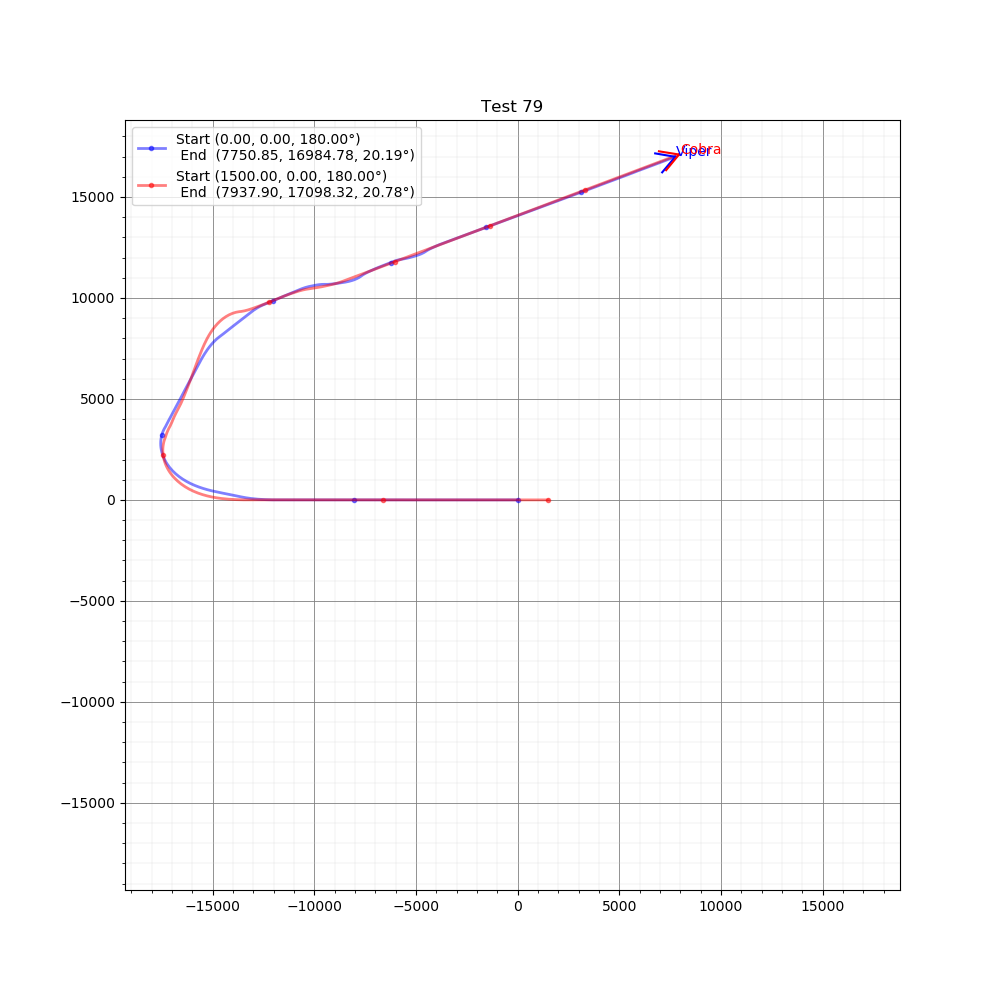 Test 79
Start (0.00, 0.00, 180.00°)
End  (7750.85, 16984.78, 20.19°)
Start (1500.00, 0.00, 180.00°)
End  (7937.90, 17098.32, 20.78°)
Cobra
Viper
15000
10000
5000
0
−5000
−10000
−15000
−15000 −10000 −5000 0 5000 10000 15000